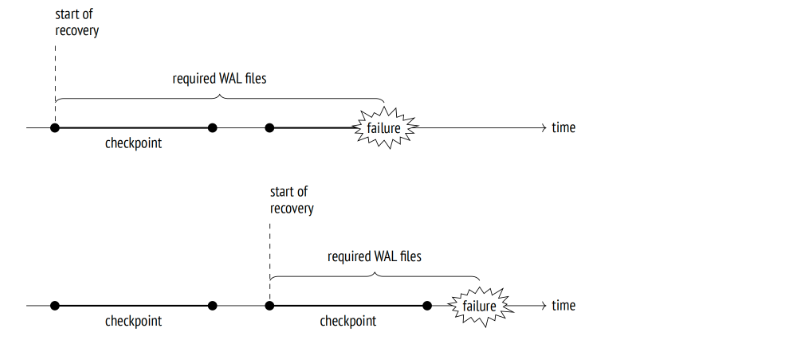 start of
recovery
required WAL files
failure
time
checkpoint
start of
recovery
required WAL files
failure
time
checkpoint
checkpoint